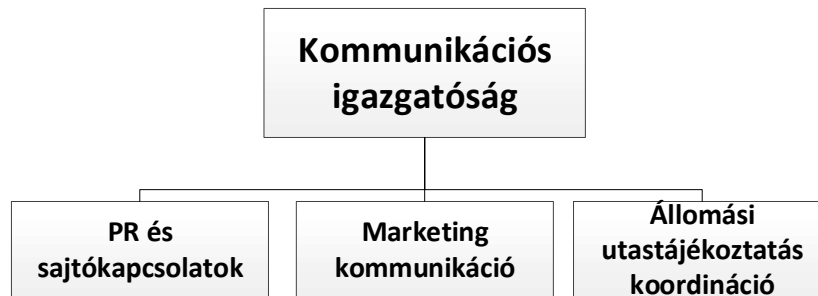 Kommunikációs
igazgatóság
PR és
sajtókapcsolatok
Marketing
kommunikáció
Állomási
utastájékoztatás
koordináció